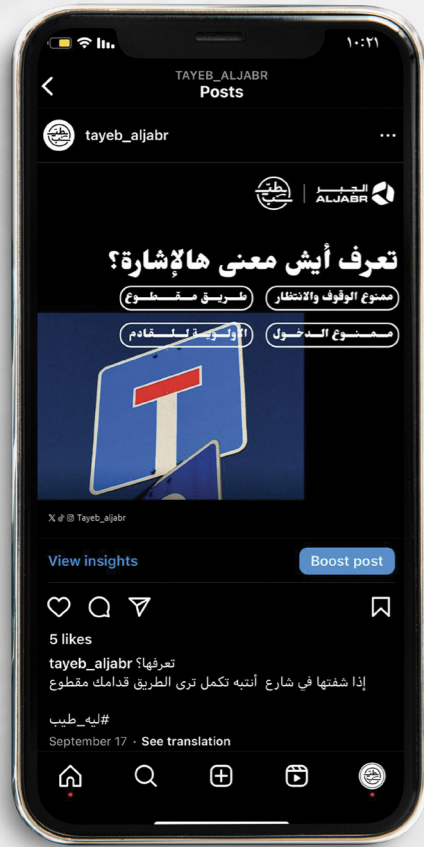 ١٠:٢١
TAYEB_ALJABR
Posts
tayeb_aljabr
الجبر
ALJABR
تعرف أيش معنى هالإشارة؟
ممنوع الوقوف والانتظار
طريق مقطوع
ممنوع الدخول
الأولوية للقادم
Tayeb_aljabr
View insights
Boost post
5 likes
tayeb_aljabr تعرفها؟
إذا شفتها في شارع أنتبه تكمل ترى الطريق قدامك مقطوع
#ليه_طيب
September 17 · See translation